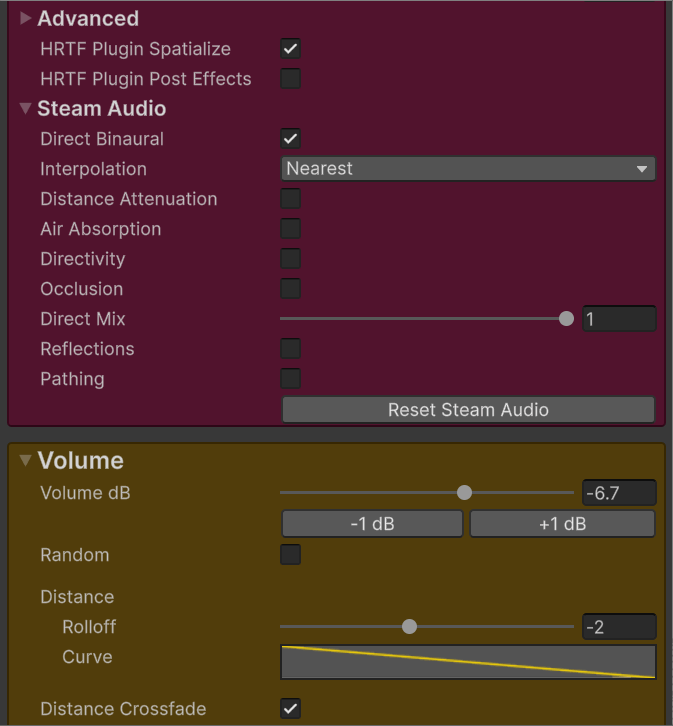 Advanced
HRTF Plugin Spatialize
HRTF Plugin Post Effects
Steam Audio
Direct Binaural
Interpolation Nearest
Distance Attenuation
Air Absorption
Directivity
Occlusion
Direct Mix 1
Reflections
Pathing
Reset Steam Audio
Volume
Volume dB -6.7
-1 dB +1 dB
Random
Distance
Rolloff -2
Curve
Distance Crossfade